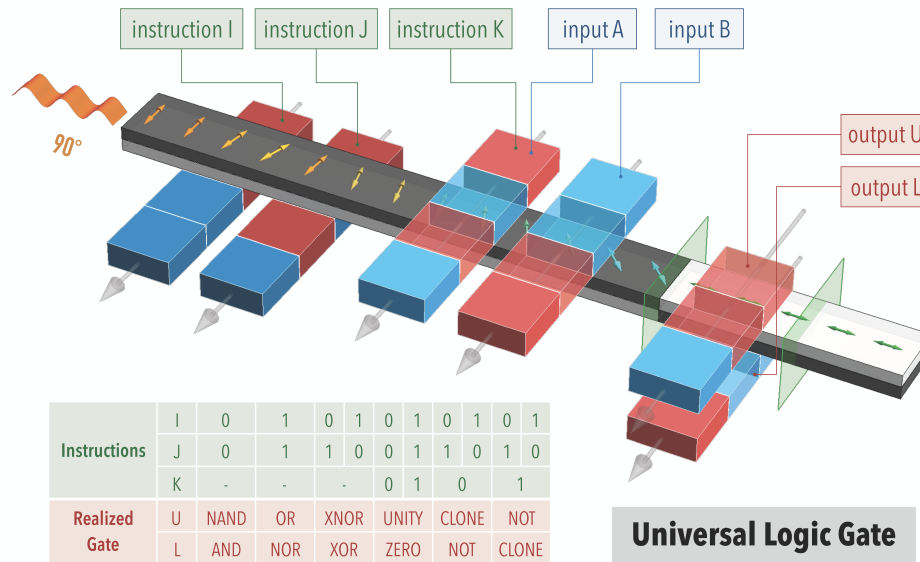 instruction I instruction J instruction K input A input B
90°
output U
output L
I 0 1 0 1 0 1 0 1 0 1
Instructions J 0 1 1 0 0 1 1 0 1 0
K - - - 0 1 0 1
Realized Gate U NAND OR XNOR UNITY CLONE NOT
L AND NOR XOR ZERO NOT CLONE
Universal Logic Gate